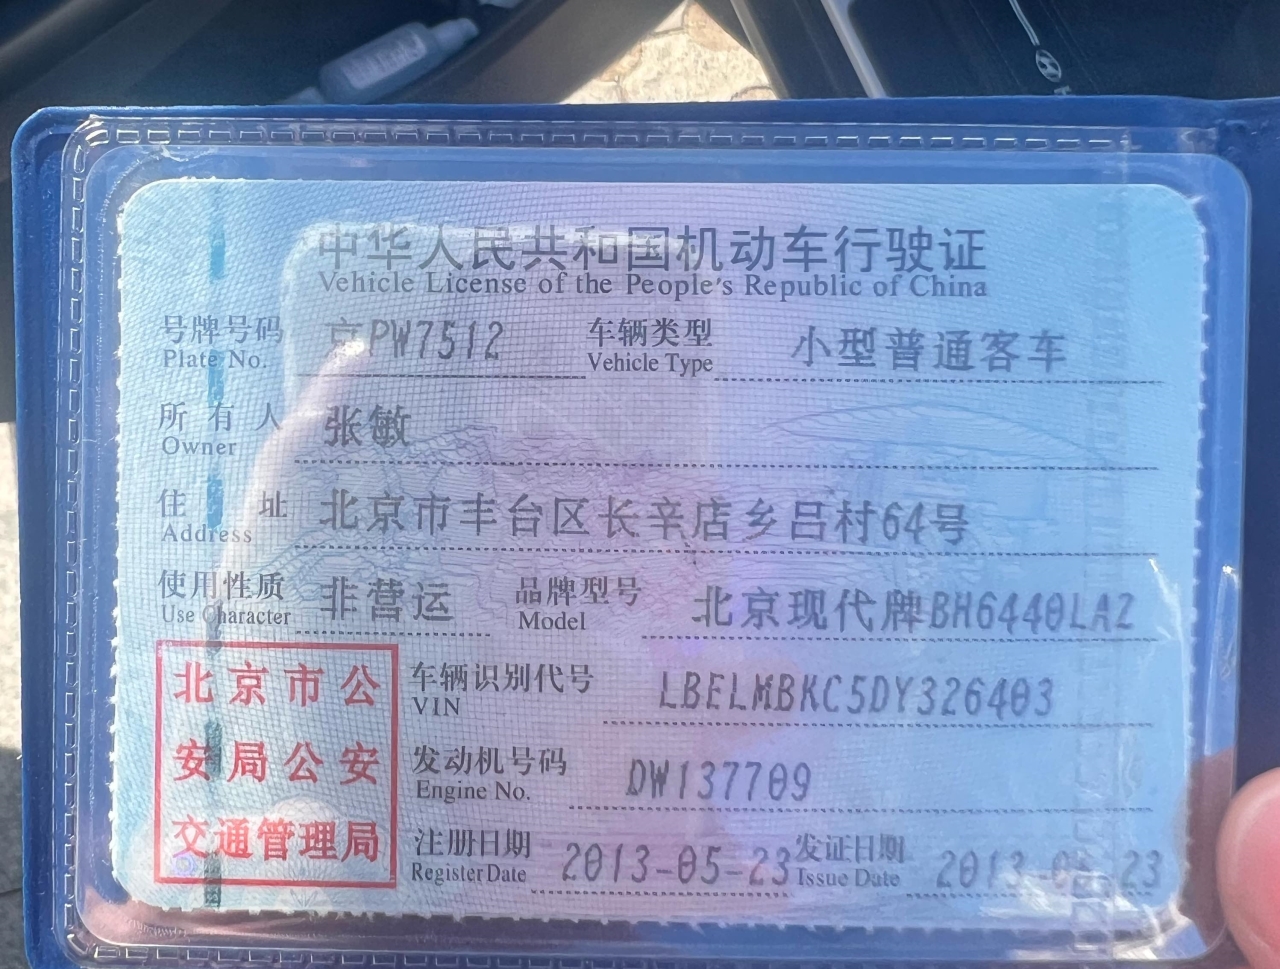 中华人民共和国机动车行驶证
Vehicle License of the People's Republic of China
号牌号码 京PW7512 车辆类型 小型普通客车
Plate No. Vehicle Type
所有人 张敏
Owner
住址 北京市丰台区长辛店乡吕村64号
Address
使用性质 非营运 品牌型号 北京现代牌BH6440LAZ
Use Character Model
北京市公
安局公安
交通管理局
车辆识别代号 LBELMBKC5DY326403
VIN
发动机号码 DW137709
Engine No.
注册日期 2013-05-23 发证日期 2013-05-23
Register Date Issue Date